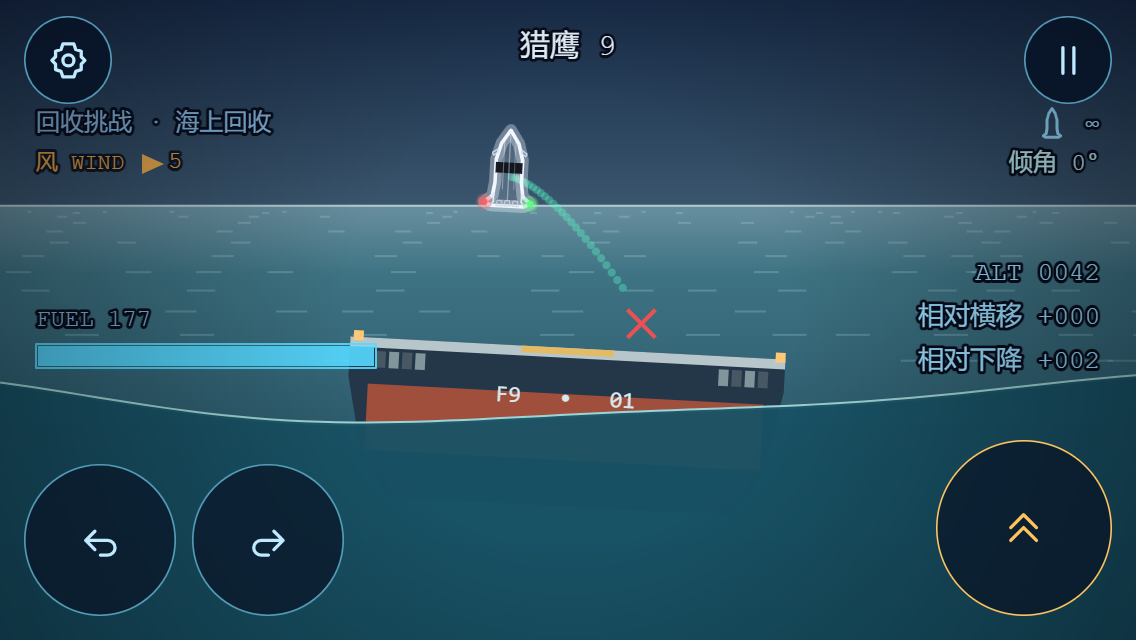 猎鹰 9
回收挑战 · 海上回收
风 WIND ▶ 5
∞
倾角 0°
ALT 0042
相对横移 +000
相对下降 +002
FUEL 177
F9 • 01